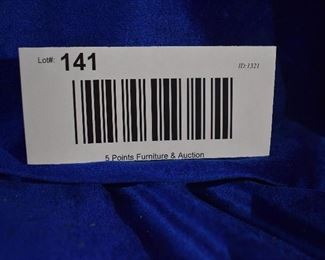 Lot#: 141 ID:1321
5 Points Furniture & Auction